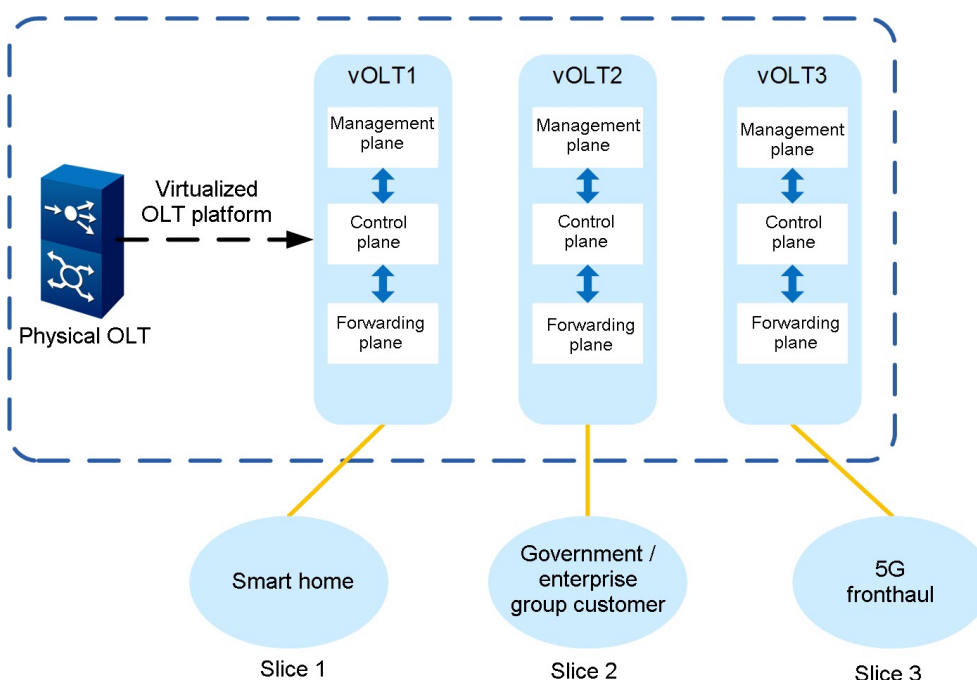 vOLT1
vOLT2
vOLT3
Management
plane
Management
plane
Management
plane
Virtualized
OLT platform
Control
plane
Control
plane
Control
plane
Physical OLT
Forwarding
plane
Forwarding
plane
Forwarding
plane
Smart home
Government /
enterprise
group customer
5G
fronthaul
Slice 1
Slice 2
Slice 3